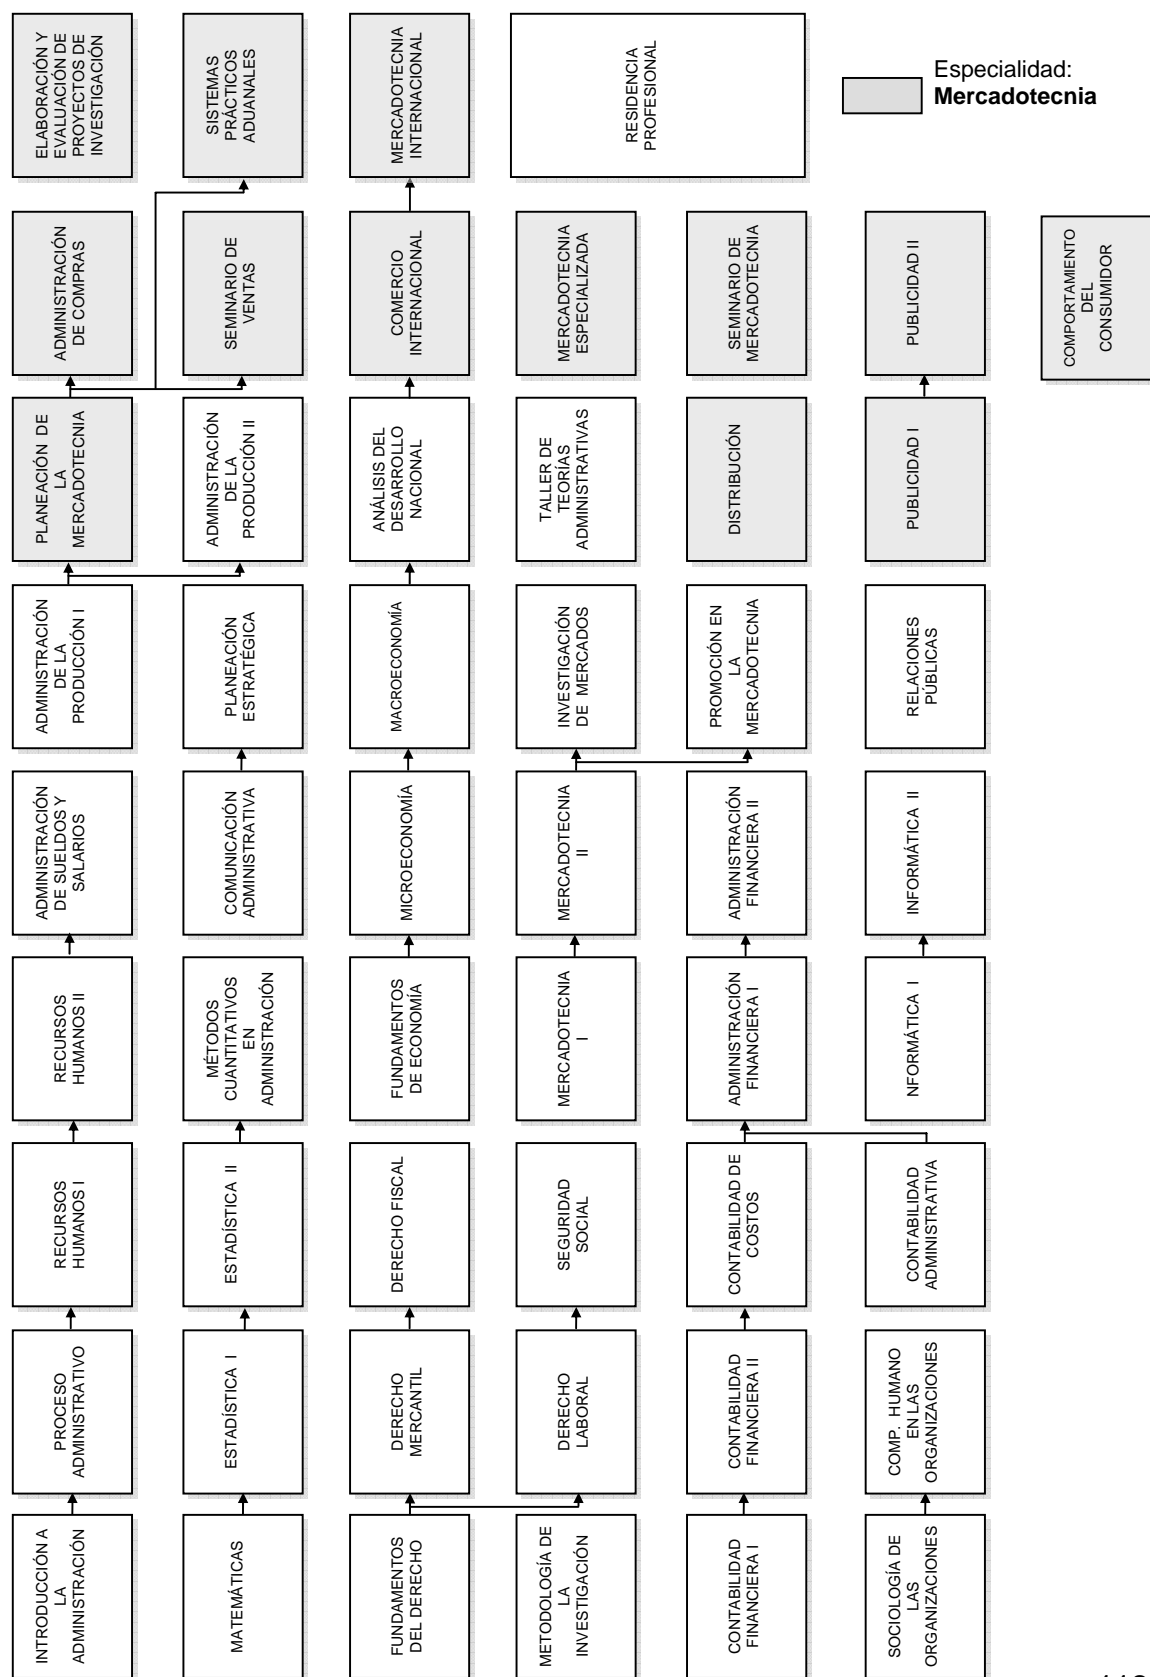 ELABORACIÓN Y
EVALUACIÓN DE
PROYECTOS DE
INVESTIGACIÓN
SISTEMAS
PRÁCTICOS
ADUANALES
MERCADOTECNIA
INTERNACIONAL
RESIDENCIA
PROFESIONAL
Especialidad:
Mercadotecnia
ADMINISTRACIÓN
DE COMPRAS
SEMINARIO DE
VENTAS
COMERCIO
INTERNACIONAL
MERCADOTECNIA
ESPECIALIZADA
SEMINARIO DE
MERCADOTECNIA
PUBLICIDAD II
COMPORTAMIENTO
DEL
CONSUMIDOR
PLANEACIÓN DE
LA
MERCADOTECNIA
ADMINISTRACIÓN
DE LA
PRODUCCIÓN II
ANÁLISIS DEL
DESARROLLO
NACIONAL
TALLER DE
TEORÍAS
ADMINISTRATIVAS
DISTRIBUCIÓN
PUBLICIDAD I
ADMINISTRACIÓN
DE LA
PRODUCCIÓN I
PLANEACIÓN
ESTRATÉGICA
MACROECONOMÍA
INVESTIGACIÓN
DE MERCADOS
PROMOCIÓN EN
LA
MERCADOTECNIA
RELACIONES
PÚBLICAS
ADMINISTRACIÓN
DE SUELDOS Y
SALARIOS
COMUNICACIÓN
ADMINISTRATIVA
MICROECONOMÍA
MERCADOTECNIA
II
ADMINISTRACIÓN
FINANCIERA II
INFORMÁTICA II
RECURSOS
HUMANOS II
MÉTODOS
CUANTITATIVOS
EN
ADMINISTRACIÓN
FUNDAMENTOS
DE ECONOMÍA
MERCADOTECNIA
I
ADMINISTRACIÓN
FINANCIERA I
NFORMÁTICA I
RECURSOS
HUMANOS I
ESTADÍSTICA II
DERECHO FISCAL
SEGURIDAD
SOCIAL
CONTABILIDAD DE
COSTOS
CONTABILIDAD
ADMINISTRATIVA
PROCESO
ADMINISTRATIVO
ESTADÍSTICA I
DERECHO
MERCANTIL
DERECHO
LABORAL
CONTABILIDAD
FINANCIERA II
COMP. HUMANO
EN LAS
ORGANIZACIONES
INTRODUCCIÓN A
LA
ADMINISTRACIÓN
MATEMÁTICAS
FUNDAMENTOS
DEL DERECHO
METODOLOGÍA DE
LA
INVESTIGACIÓN
CONTABILIDAD
FINANCIERA I
SOCIOLOGÍA DE
LAS
ORGANIZACIONES